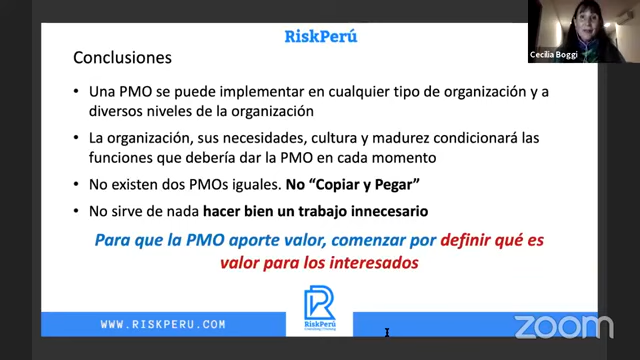 RiskPerú
Cecilia Boggi
Conclusiones
• Una PMO se puede implementar en cualquier tipo de organización y a
diversos niveles de la organización
• La organización, sus necesidades, cultura y madurez condicionará las
funciones que debería dar la PMO en cada momento
• No existen dos PMOs iguales. No “Copiar y Pegar”
• No sirve de nada hacer bien un trabajo innecesario
Para que la PMO aporte valor, comenzar por definir qué es
valor para los interesados
WWW.RISKPERU.COM
RiskPerú
zoom